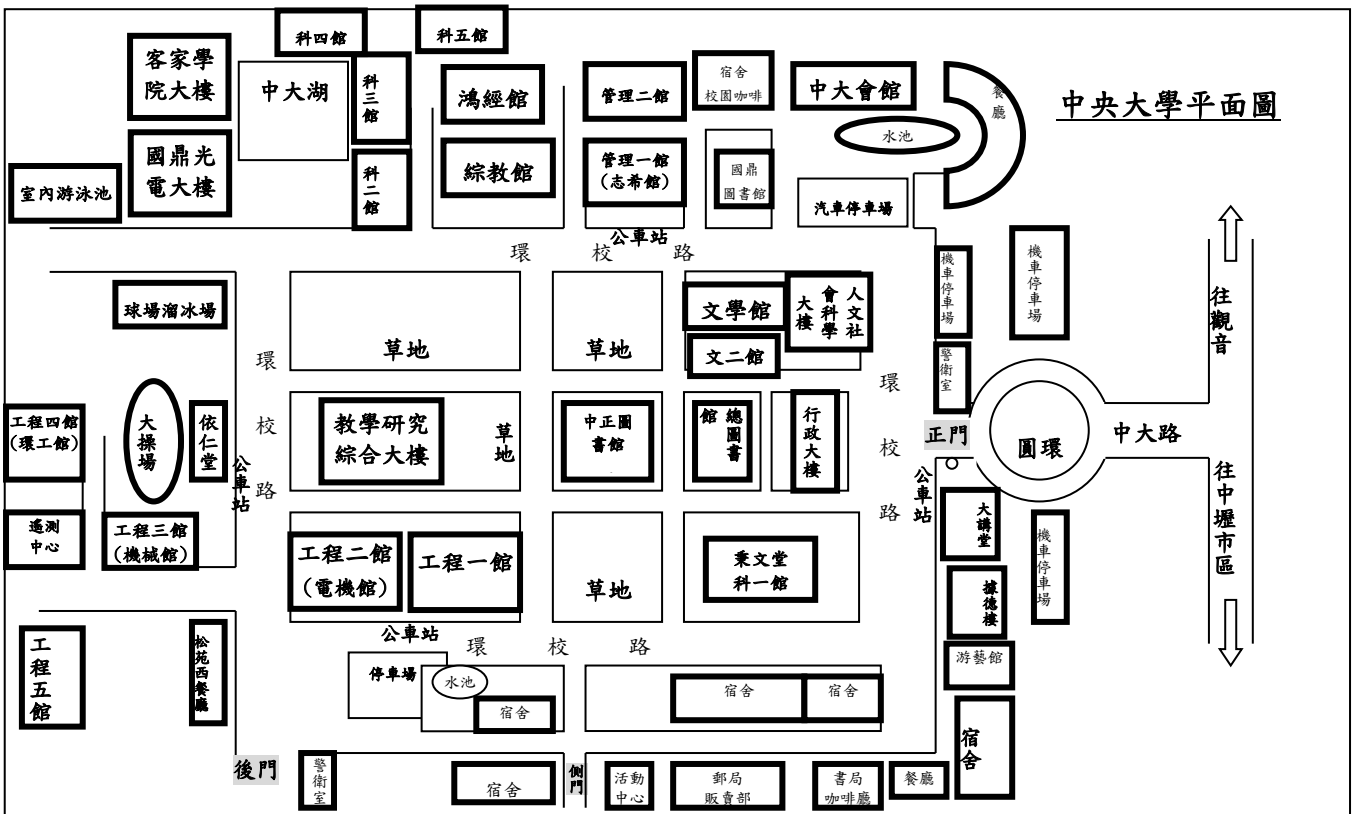 科四館
科五館
客家學
院大樓
中大湖
科三館
鴻經館
管理二館
宿舍
校園咖啡
中大會館
餐廳
中央大學平面圖
水池
國鼎光
電大樓
室內游泳池
科二館
綜教館
管理一館
(志希館)
國鼎
圖書館
汽車停車場
公車站
環 校 路
機車停車場
機車停車場
往觀音
球場溜冰場
文學館
人文社
會科學
大樓
草地
草地
文二館
警衛室
環校路
環校路
工程四館
(環工館)
大操場
依仁堂
公車站
教學研究
綜合大樓
草地
中正圖
書館
總圖書
館
行政大樓
正門
圓環
中大路
公車站
往中壢市區
遙測
中心
工程三館
(機械館)
工程二館
(電機館)
工程一館
草地
秉文堂
科一館
大講堂
機車停車場
據德樓
公車站
環 校 路
工程五館
松苑西餐廳
停車場
水池
宿舍
宿舍
宿舍
游藝館
宿舍
後門
警衛室
宿舍
側門
活動
中心
郵局
販賣部
書局
咖啡廳
餐廳